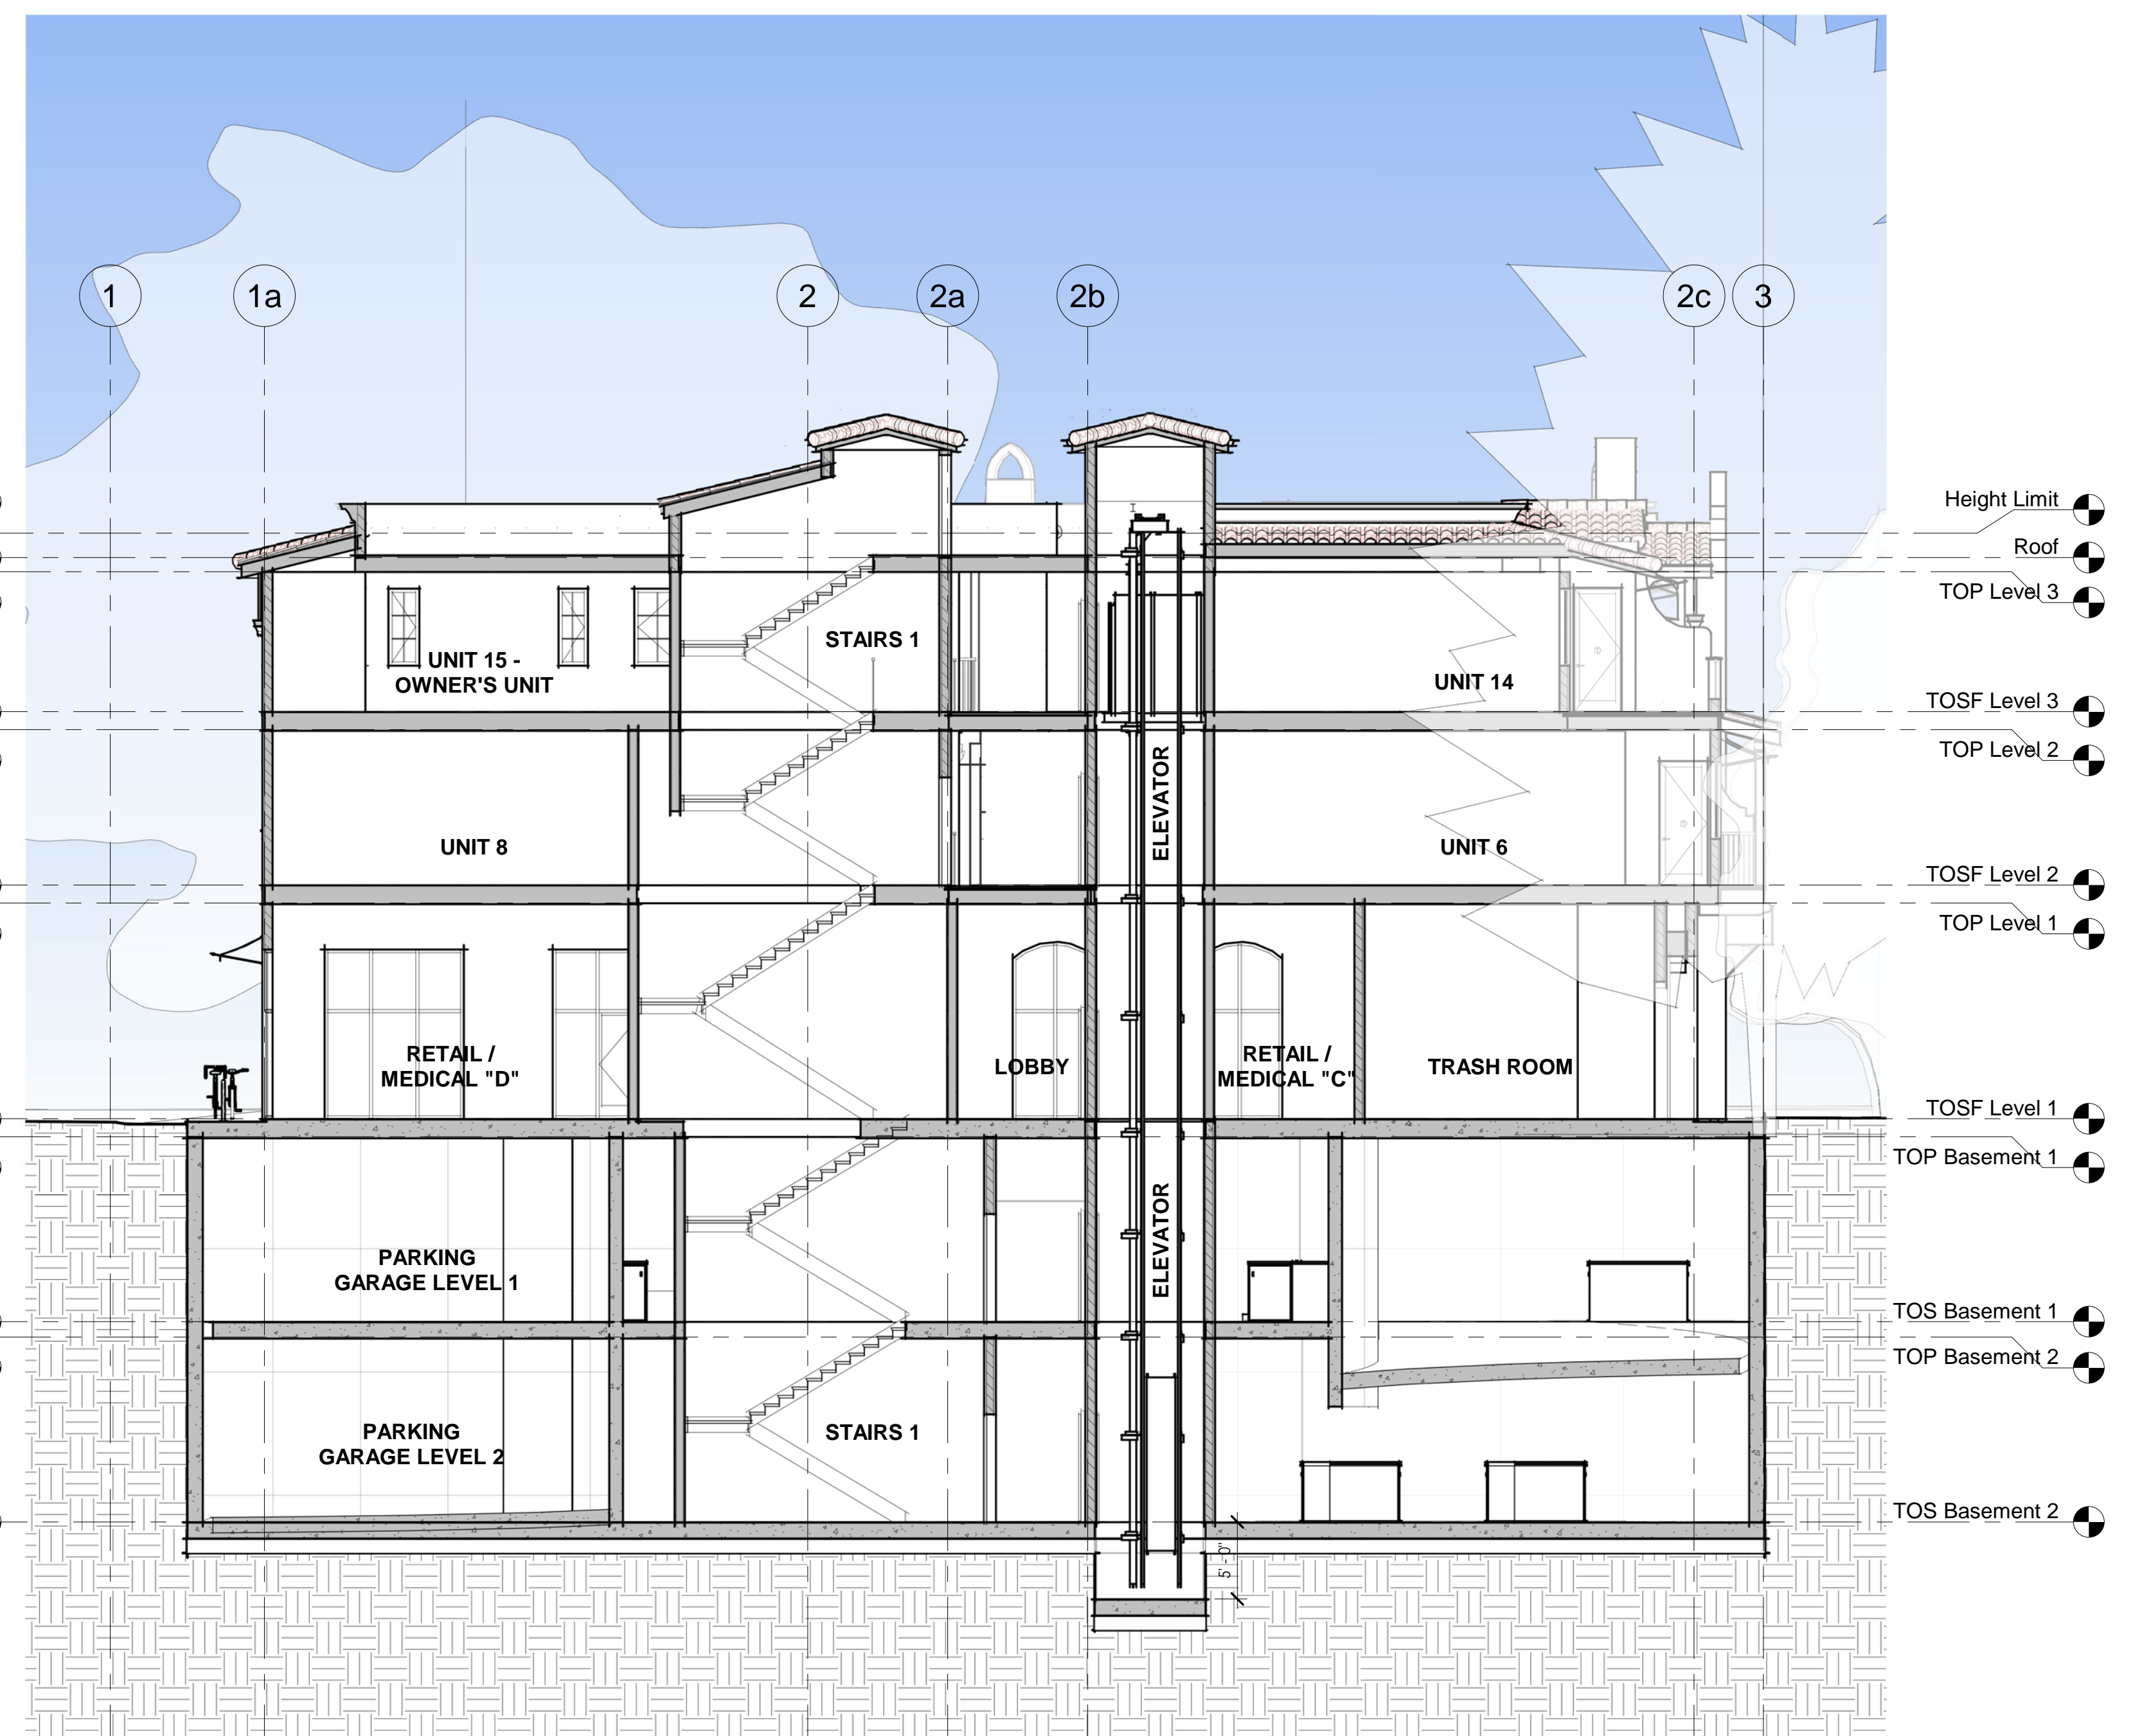 1
1a
2
2a
2b
2c
3
Height Limit
Roof
TOP Level 3
STAIRS 1
UNIT 15 -
OWNER'S UNIT
UNIT 14
TOSF Level 3
TOP Level 2
ELEVATOR
UNIT 8
UNIT 6
TOSF Level 2
TOP Level 1
RETAIL /
MEDICAL "D"
LOBBY
RETAIL /
MEDICAL "C"
TRASH ROOM
TOSF Level 1
TOP Basement 1
ELEVATOR
PARKING
GARAGE LEVEL 1
TOS Basement 1
TOP Basement 2
PARKING
GARAGE LEVEL 2
STAIRS 1
TOS Basement 2
5' - 0"